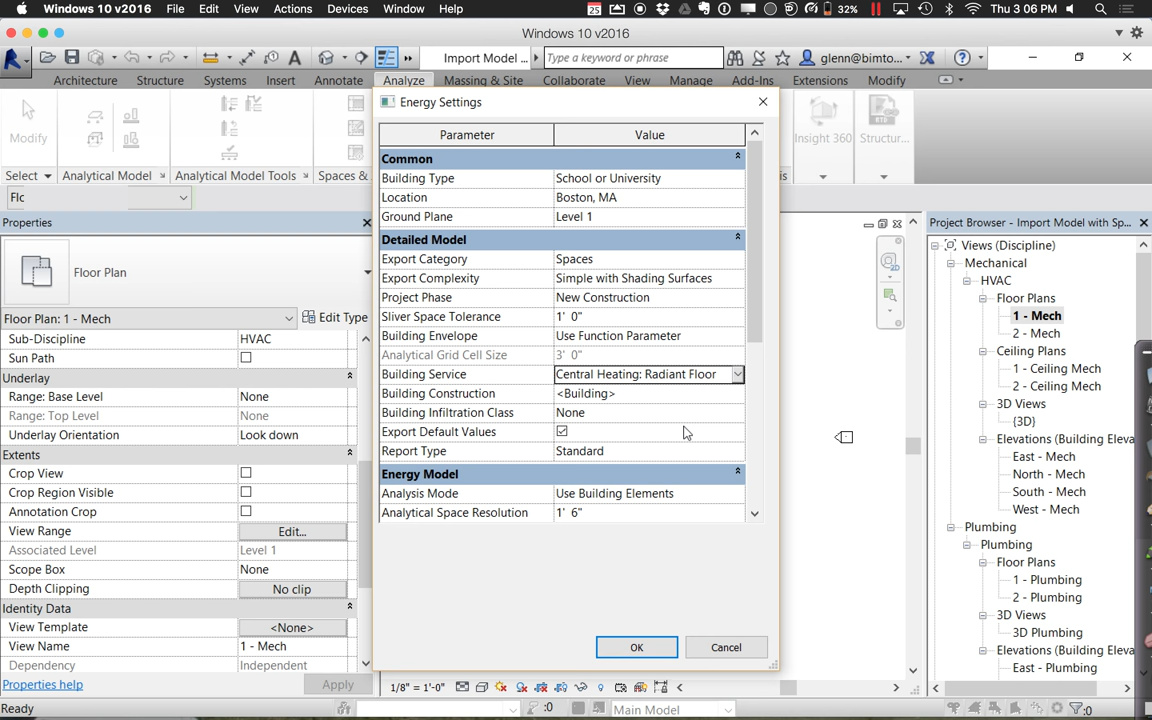 Windows 10 v2016 File Edit View Actions Devices Window Help 25 1 32% Thu 3 06 PM
Windows 10 v2016
Import Model ... Type a keyword or phrase glenn@bimto...
Architecture Structure Systems Insert Annotate Analyze Massing & Site Collaborate View Manage Add-Ins Extensions Modify
Energy Settings
Modify Insight 360 Structur...
Select Analytical Model Analytical Model Tools Spaces &
Parameter Value
Common
Building Type School or University
Location Boston, MA
Ground Plane Level 1
Detailed Model
Export Category Spaces
Export Complexity Simple with Shading Surfaces
Project Phase New Construction
Sliver Space Tolerance 1' 0"
Building Envelope Use Function Parameter
Analytical Grid Cell Size 3' 0"
Building Service Central Heating: Radiant Floor
Building Construction <Building>
Building Infiltration Class None
Export Default Values
Report Type Standard
Energy Model
Analysis Mode Use Building Elements
Analytical Space Resolution 1' 6"
OK Cancel
Properties
Floor Plan
Floor Plan: 1 - Mech Edit Type
Sub-Discipline HVAC
Sun Path
Underlay
Range: Base Level None
Range: Top Level None
Underlay Orientation Look down
Extents
Crop View
Crop Region Visible
Annotation Crop
View Range Edit...
Associated Level Level 1
Scope Box None
Depth Clipping No clip
Identity Data
View Template <None>
View Name 1 - Mech
Dependency Independent
Properties help Apply
Project Browser - Import Model with Sp...
Views (Discipline)
Mechanical
HVAC
Floor Plans
1 - Mech
2 - Mech
Ceiling Plans
1 - Ceiling Mech
2 - Ceiling Mech
3D Views
{3D}
Elevations (Building Eleva
East - Mech
North - Mech
South - Mech
West - Mech
Plumbing
Plumbing
Floor Plans
1 - Plumbing
2 - Plumbing
3D Views
3D Plumbing
Elevations (Building Eleva
East - Plumbing
1/8" = 1'-0"
Ready :0 Main Model :0